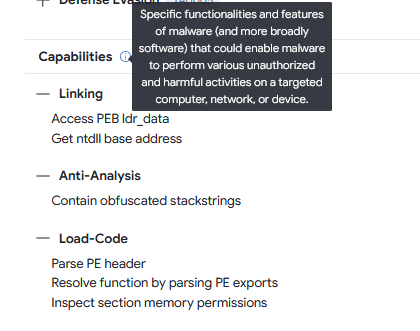 Defense Evasion
Specific functionalities and features
of malware (and more broadly
software) that could enable malware
to perform various unauthorized
and harmful activities on a targeted
computer, network, or device.
Capabilities
Linking
Access PEB ldr_data
Get ntdll base address
Anti-Analysis
Contain obfuscated stackstrings
Load-Code
Parse PE header
Resolve function by parsing PE exports
Inspect section memory permissions